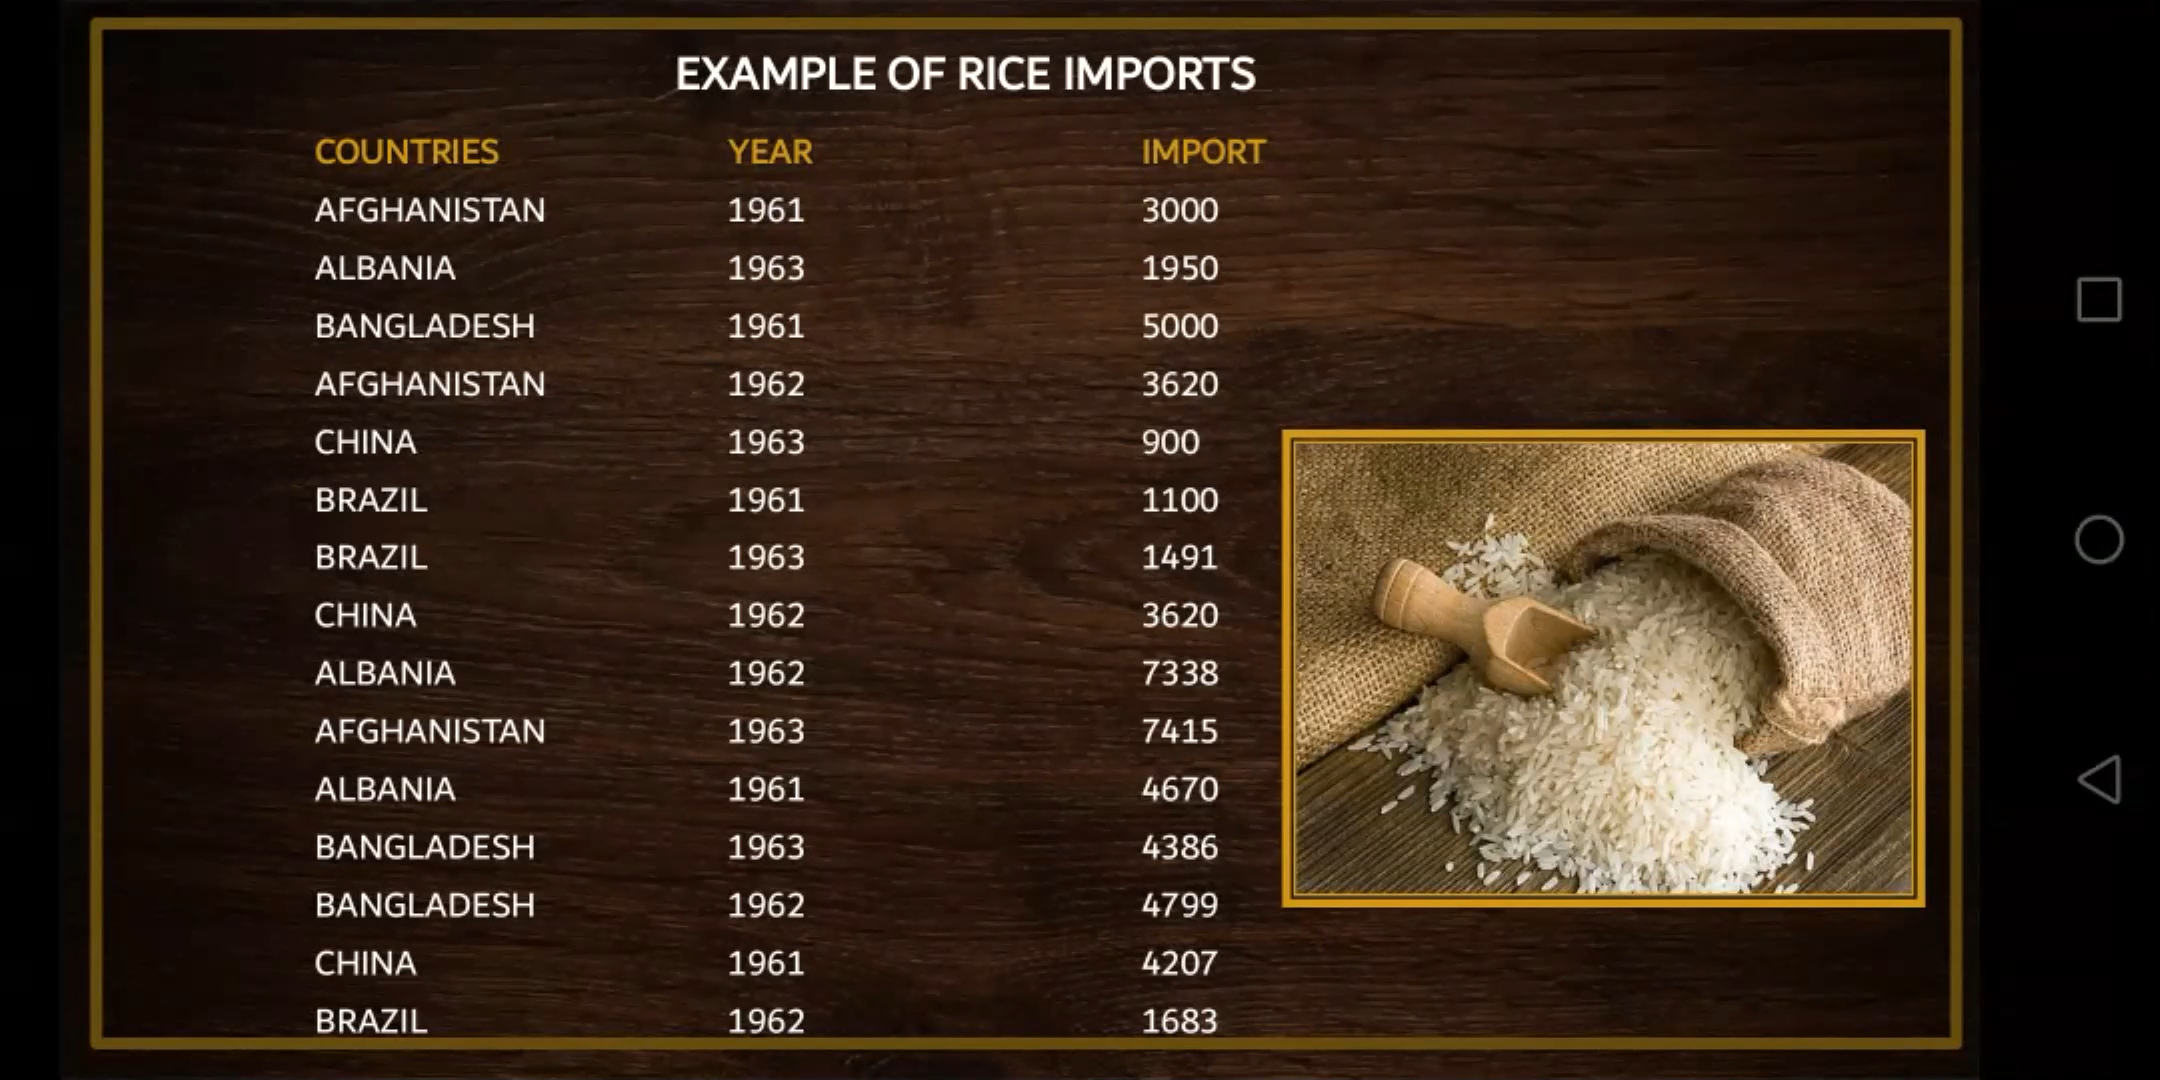 EXAMPLE OF RICE IMPORTS
COUNTRIES YEAR IMPORT
AFGHANISTAN 1961 3000
ALBANIA 1963 1950
BANGLADESH 1961 5000
AFGHANISTAN 1962 3620
CHINA 1963 900
BRAZIL 1961 1100
BRAZIL 1963 1491
CHINA 1962 3620
ALBANIA 1962 7338
AFGHANISTAN 1963 7415
ALBANIA 1961 4670
BANGLADESH 1963 4386
BANGLADESH 1962 4799
CHINA 1961 4207
BRAZIL 1962 1683